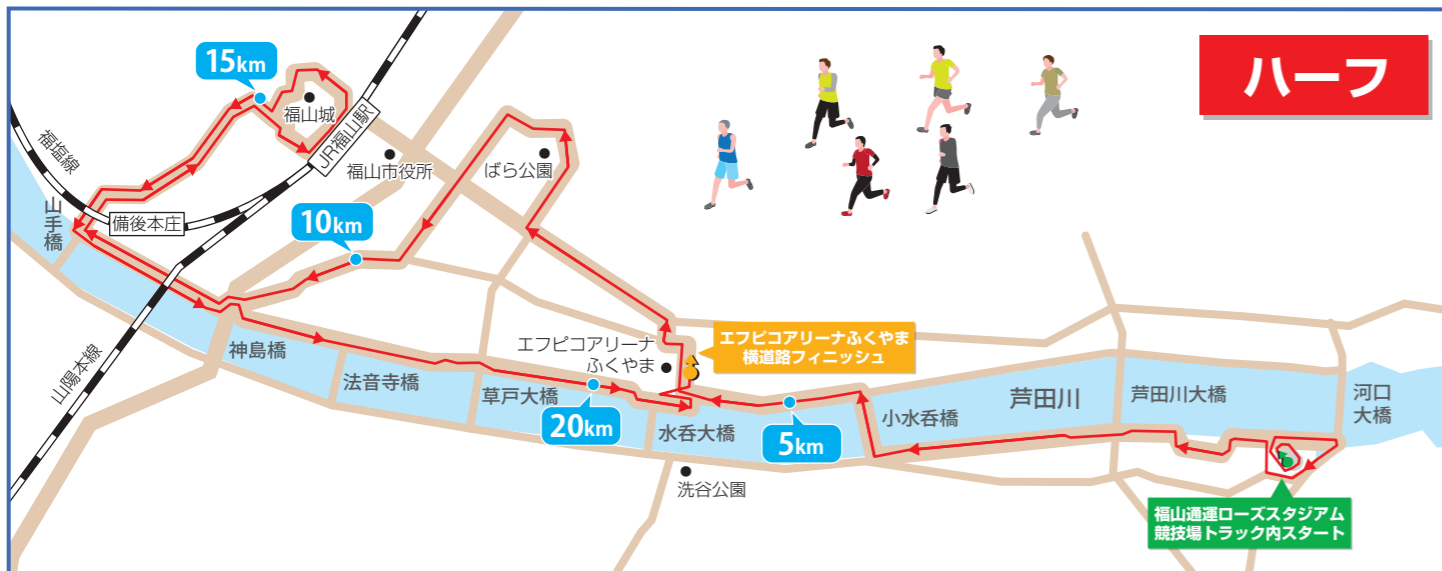 ハーフ
15km
福山城
JR福山駅
福塩線
福山市役所
ばら公園
山手橋
備後本庄
10km
エフピコアリーナふくやま
横道路フィニッシュ
エフピコアリーナ
ふくやま
神島橋
山陽本線
法音寺橋
草戸大橋
20km
水呑大橋
5km
小水呑橋
芦田川
芦田川大橋
河口
大橋
洗谷公園
福山通運ローズスタジアム
競技場トラック内スタート